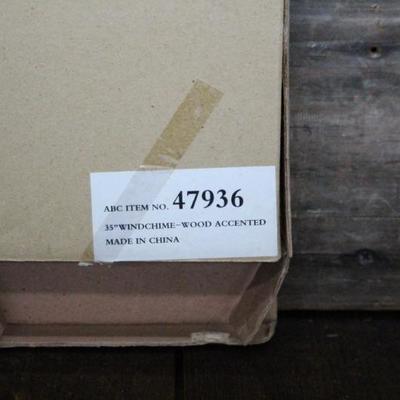 ABC ITEM NO. 47936
35" WINDCHIME-WOOD ACCENTED
MADE IN CHINA